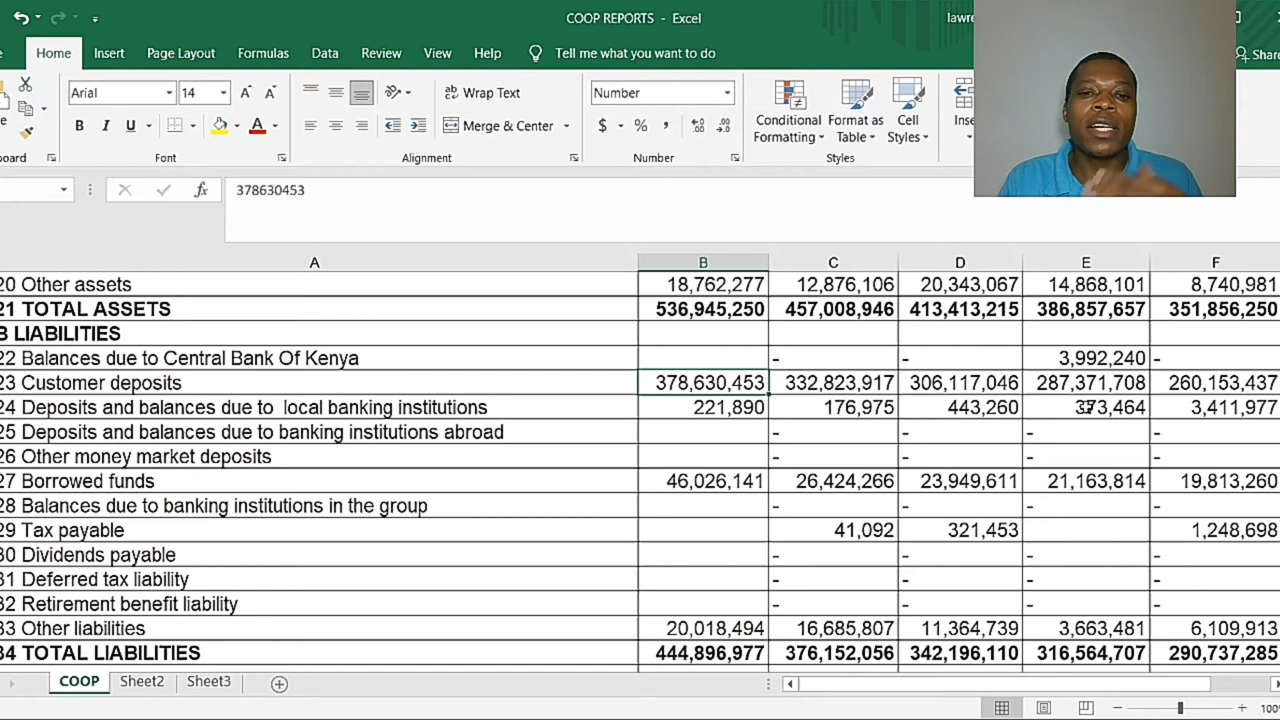 COOP REPORTS - Excel
lawre
Home Insert Page Layout Formulas Data Review View Help Tell me what you want to do Share
Arial 14 A A Wrap Text Number
Conditional Formatting Format as Table Cell Styles Inse
B I U A Merge & Center $ % ,
oard Font Alignment Number Styles
fx 378630453
A B C D E F
20 Other assets 18,762,277 12,876,106 20,343,067 14,868,101 8,740,981
21 TOTAL ASSETS 536,945,250 457,008,946 413,413,215 386,857,657 351,856,250
B LIABILITIES
22 Balances due to Central Bank Of Kenya - - 3,992,240 -
23 Customer deposits 378,630,453 332,823,917 306,117,046 287,371,708 260,153,437
24 Deposits and balances due to local banking institutions 221,890 176,975 443,260 373,464 3,411,977
25 Deposits and balances due to banking institutions abroad - - - -
26 Other money market deposits - - - -
27 Borrowed funds 46,026,141 26,424,266 23,949,611 21,163,814 19,813,260
28 Balances due to banking institutions in the group - - - -
29 Tax payable 41,092 321,453 1,248,698
30 Dividends payable - - - -
31 Deferred tax liability - - - -
32 Retirement benefit liability - - - -
33 Other liabilities 20,018,494 16,685,807 11,364,739 3,663,481 6,109,913
34 TOTAL LIABILITIES 444,896,977 376,152,056 342,196,110 316,564,707 290,737,285
COOP Sheet2 Sheet3
100